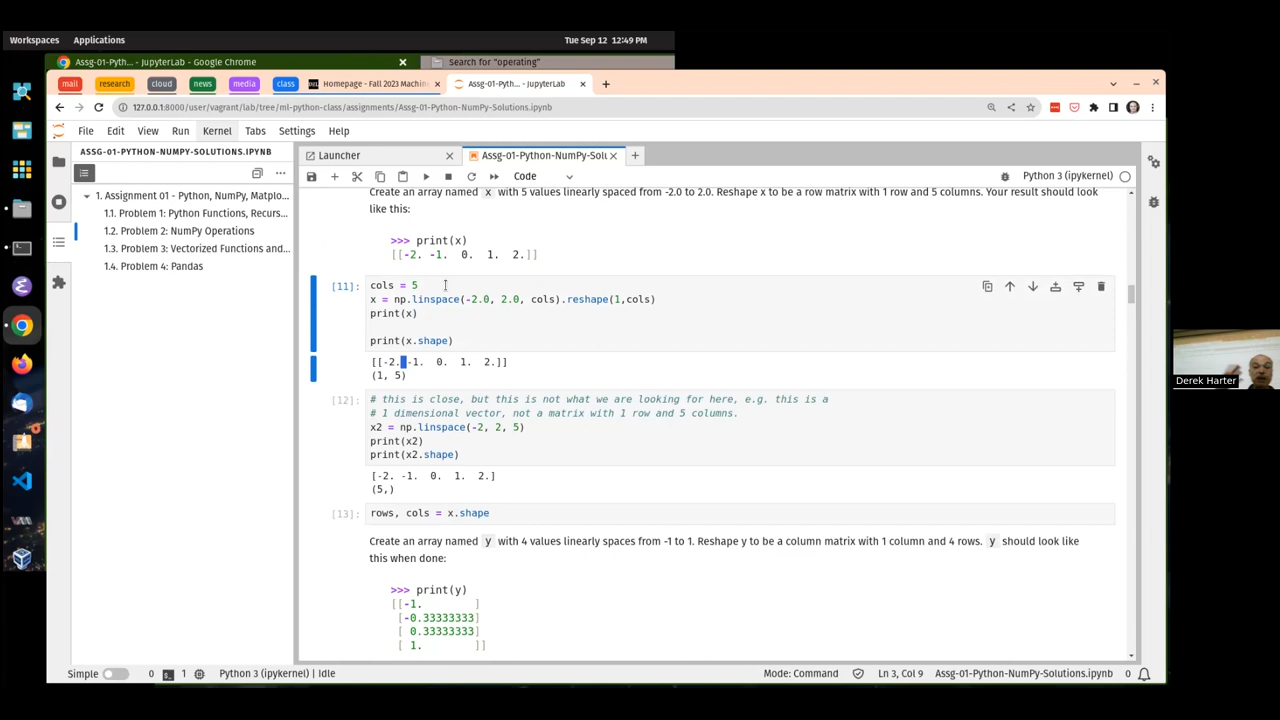 Workspaces Applications Tue Sep 12 12:49 PM
Assg-01-Pyth... - JupyterLab - Google Chrome
Search for "operating"
mail research cloud news media class Homepage - Fall 2023 Machin Assg-01-Pyth... - JupyterLab
127.0.0.1:8000/user/vagrant/lab/tree/ml-python-class/assignments/Assg-01-Python-NumPy-Solutions.ipynb
File Edit View Run Kernel Tabs Settings Help
ASSG-01-PYTHON-NUMPY-SOLUTIONS.IPYNB
1. Assignment 01 - Python, NumPy, Matplo...
1.1. Problem 1: Python Functions, Recurs...
1.2. Problem 2: NumPy Operations
1.3. Problem 3: Vectorized Functions and...
1.4. Problem 4: Pandas
Launcher
Assg-01-Python-NumPy-Solu
Code
Python 3 (ipykernel)
Create an array named x with 5 values linearly spaced from -2.0 to 2.0. Reshape x to be a row matrix with 1 row and 5 columns. Your result should look
like this:
>>> print(x)
[[-2. -1. 0. 1. 2.]]
[11]: cols = 5
x = np.linspace(-2.0, 2.0, cols).reshape(1,cols)
print(x)
print(x.shape)
[[-2. -1. 0. 1. 2.]]
(1, 5)
[12]: # this is close, but this is not what we are looking for here, e.g. this is a
# 1 dimensional vector, not a matrix with 1 row and 5 columns.
x2 = np.linspace(-2, 2, 5)
print(x2)
print(x2.shape)
[-2. -1. 0. 1. 2.]
(5,)
[13]: rows, cols = x.shape
Create an array named y with 4 values linearly spaces from -1 to 1. Reshape y to be a column matrix with 1 column and 4 rows. y should look like
this when done:
>>> print(y)
[[-1. ]
[-0.33333333]
[ 0.33333333]
[ 1. ]]
Simple 0 1 Python 3 (ipykernel) | Idle Mode: Command Ln 3, Col 9 Assg-01-Python-NumPy-Solutions.ipynb 0
Derek Harter